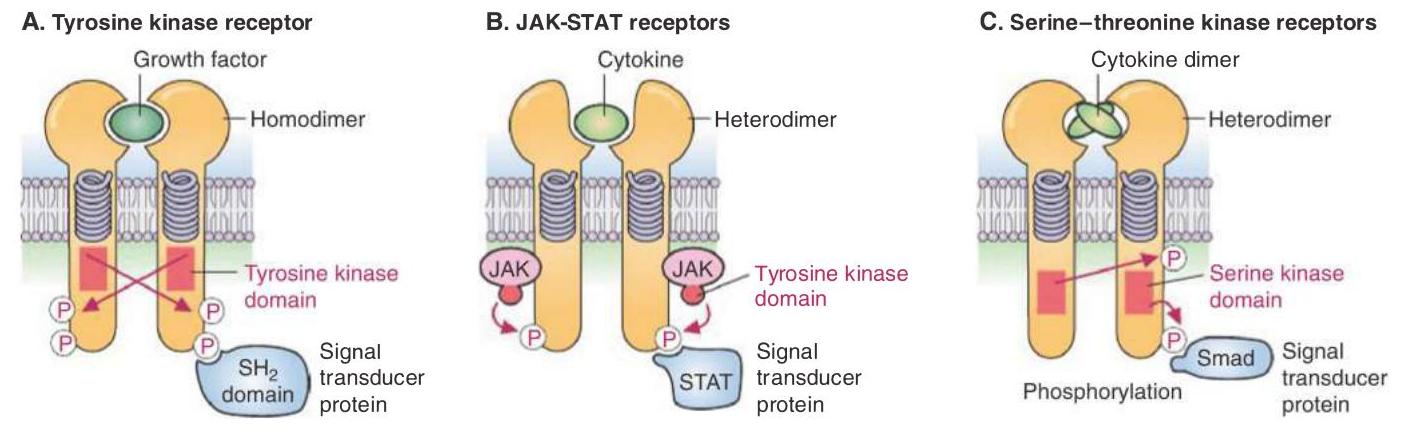 A. Tyrosine kinase receptor
Growth factor
Homodimer
Tyrosine kinase
domain
P
P
P
P
SH2
domain
Signal
transducer
protein
B. JAK-STAT receptors
Cytokine
Heterodimer
JAK
JAK
Tyrosine kinase
domain
P
P
STAT
Signal
transducer
protein
C. Serine–threonine kinase receptors
Cytokine dimer
Heterodimer
P
Serine kinase
domain
P
Smad
Signal
transducer
protein
Phosphorylation